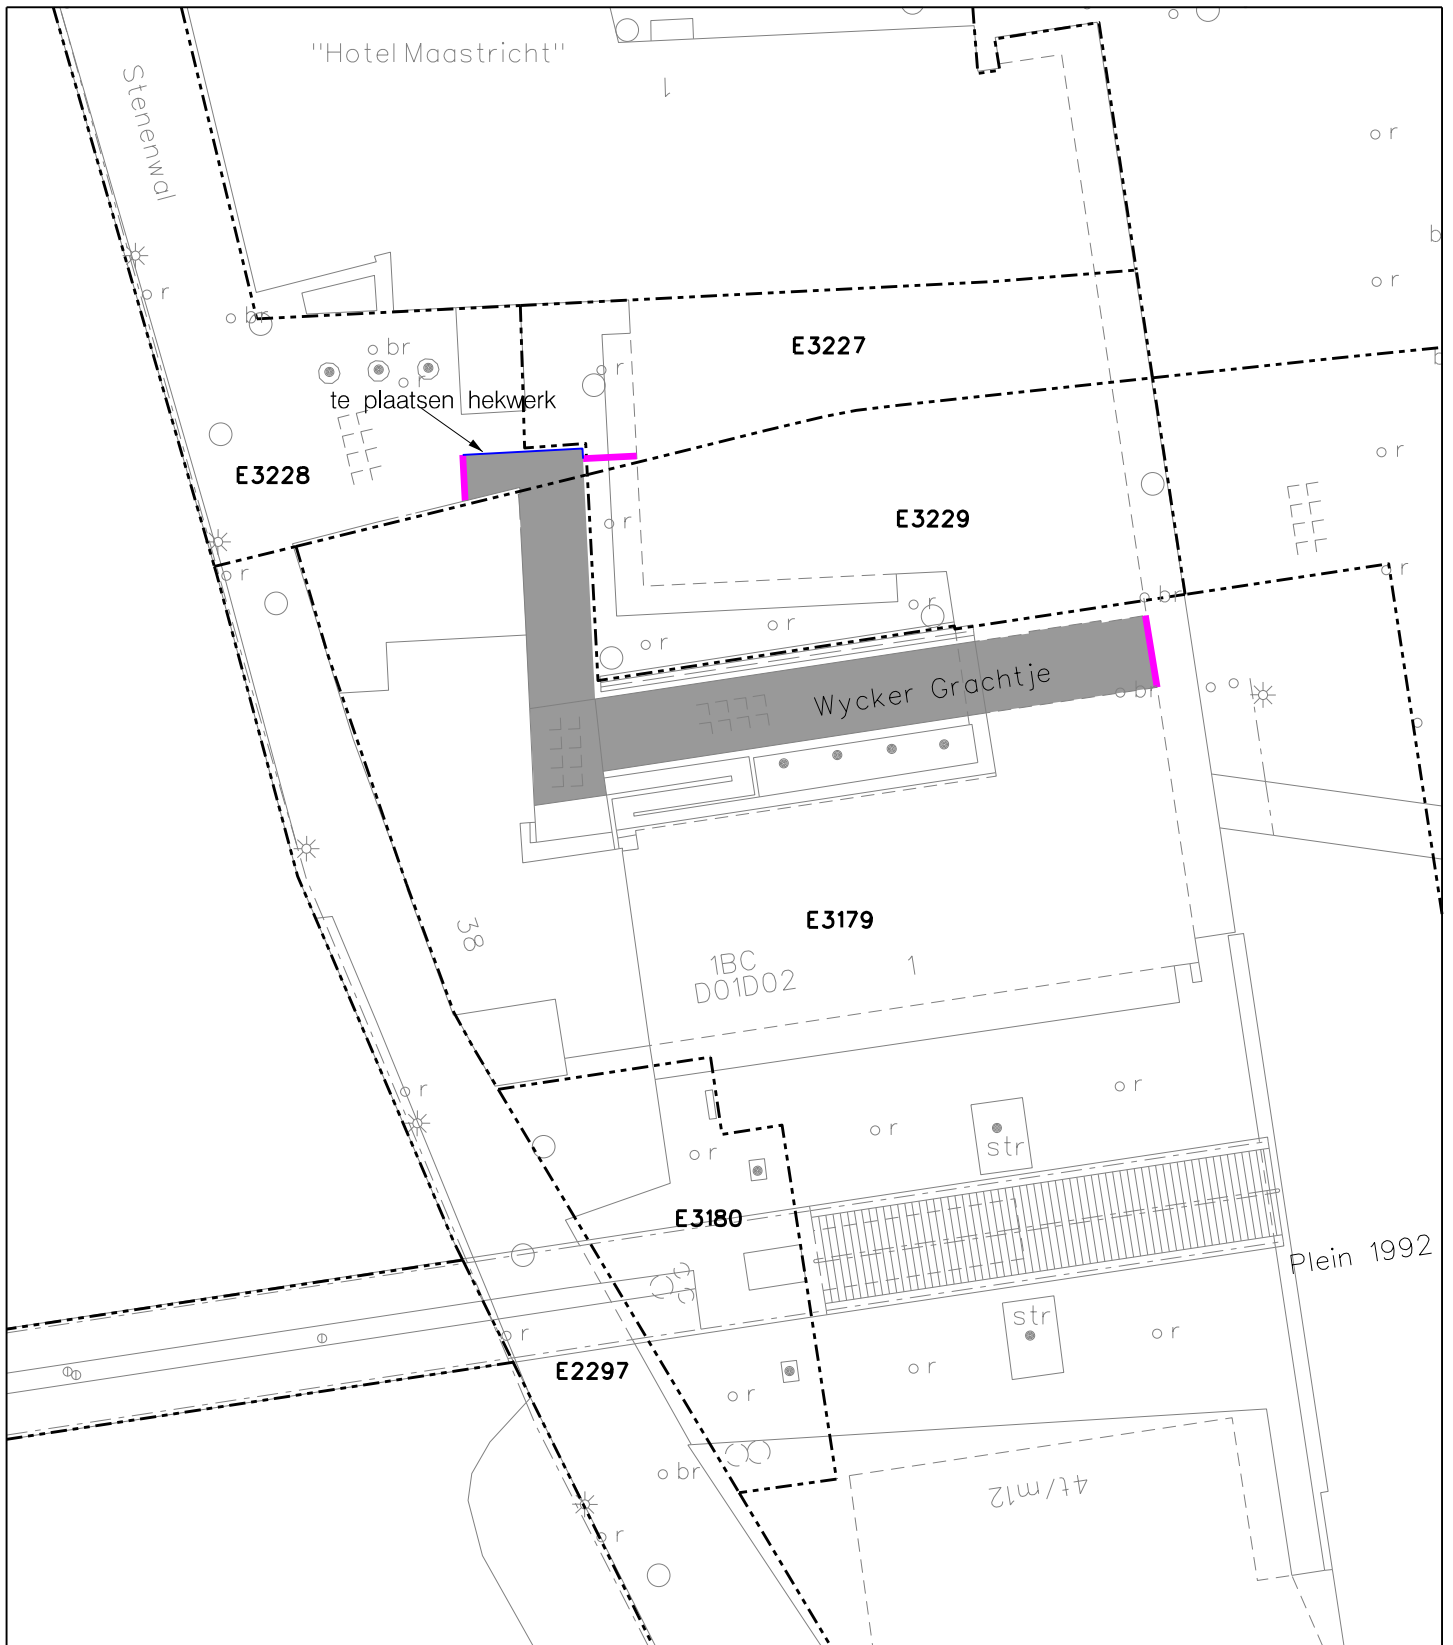 "Hotel Maastricht"
1
Stenenwal
o r
b
o r
br
o r
E3227
o br
b
o r
o r
te plaatsen hekwerk
o r
E3228
E3229
o r
o r
o r
o r
o br
o r
o r
o r
Wycker Grachtje
o br
E3179
38
1BC
D01D02
1
o r
o r
o r
str
o r
E3180
Plein 1992
str
o r
o r
o r
E2297
o r
o br
4t/m12
o r